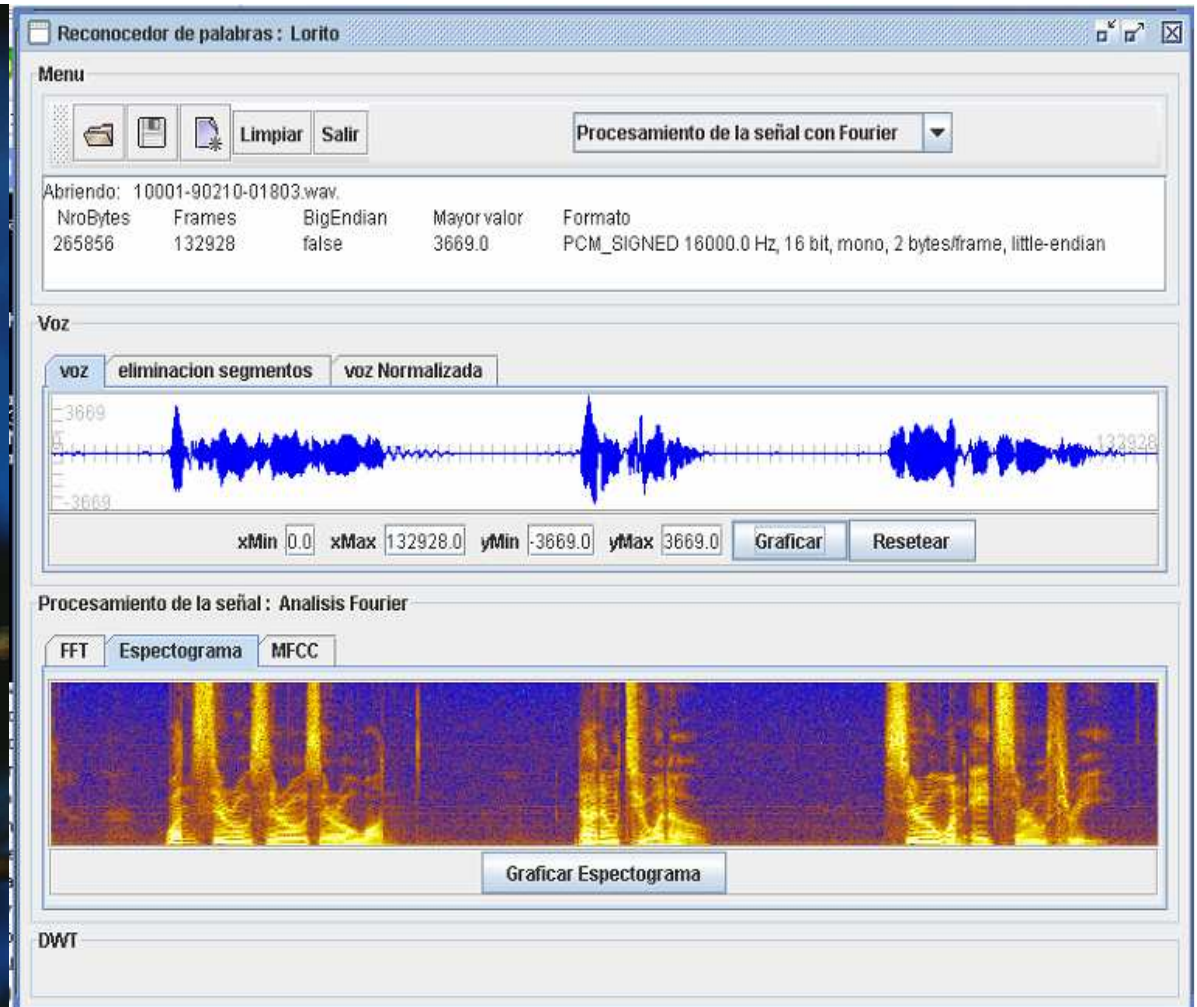 Reconocedor de palabras : Lorito
Menu
Limpiar Salir Procesamiento de la señal con Fourier
Abriendo: 10001-90210-01803.wav.
NroBytes Frames BigEndian Mayor valor Formato
265856 132928 false 3669.0 PCM_SIGNED 16000.0 Hz, 16 bit, mono, 2 bytes/frame, little-endian
Voz
voz eliminacion segmentos voz Normalizada
3669
132928
-3669
xMin 0.0 xMax 132928.0 yMin -3669.0 yMax 3669.0 Graficar Resetear
Procesamiento de la señal : Analisis Fourier
FFT Espectograma MFCC
Graficar Espectograma
DWT